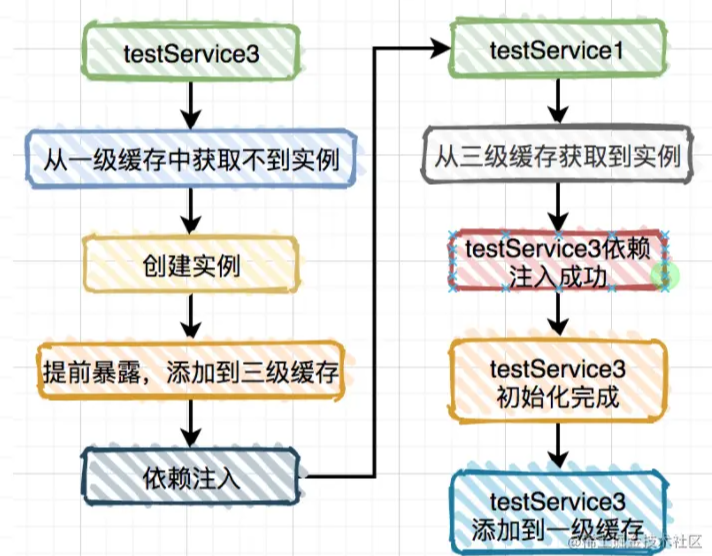 testService3
从一级缓存中获取不到实例
创建实例
提前暴露，添加到三级缓存
依赖注入
testService1
从三级缓存获取到实例
testService3依赖
注入成功
testService3
初始化完成
testService3
添加到一级缓存
@稀土掘金技术社区